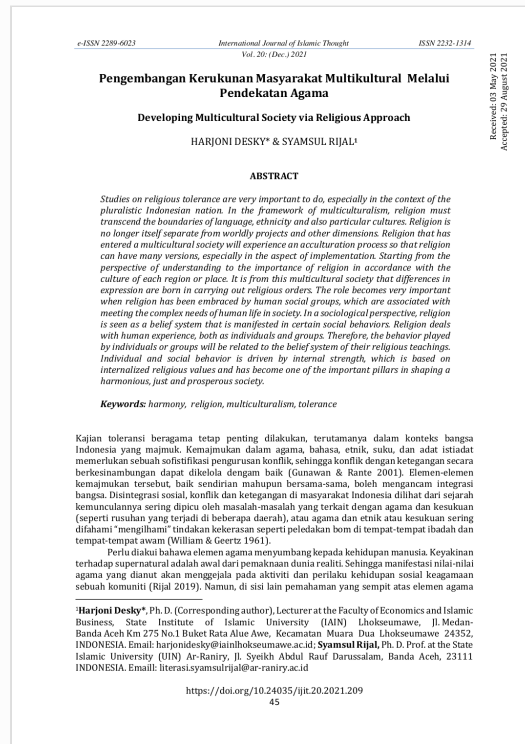 e-ISSN 2289-6023 International Journal of Islamic Thought ISSN 2232-1314
Vol. 20: (Dec.) 2021
Received: 03 May 2021
Accepted: 29 August 2021
Pengembangan Kerukunan Masyarakat Multikultural Melalui
Pendekatan Agama
Developing Multicultural Society via Religious Approach
HARJONI DESKY* & SYAMSUL RIJAL¹
ABSTRACT
Studies on religious tolerance are very important to do, especially in the context of the
pluralistic Indonesian nation. In the framework of multiculturalism, religion must
transcend the boundaries of language, ethnicity and also particular cultures. Religion is
no longer itself separate from worldly projects and other dimensions. Religion that has
entered a multicultural society will experience an acculturation process so that religion
can have many versions, especially in the aspect of implementation. Starting from the
perspective of understanding to the importance of religion in accordance with the
culture of each region or place. It is from this multicultural society that differences in
expression are born in carrying out religious orders. The role becomes very important
when religion has been embraced by human social groups, which are associated with
meeting the complex needs of human life in society. In a sociological perspective, religion
is seen as a belief system that is manifested in certain social behaviors. Religion deals
with human experience, both as individuals and groups. Therefore, the behavior played
by individuals or groups will be related to the belief system of their religious teachings.
Individual and social behavior is driven by internal strength, which is based on
internalized religious values and has become one of the important pillars in shaping a
harmonious, just and prosperous society.
Keywords: harmony, religion, multiculturalism, tolerance
Kajian toleransi beragama tetap penting dilakukan, terutamanya dalam konteks bangsa
Indonesia yang majmuk. Kemajmukan dalam agama, bahasa, etnik, suku, dan adat istiadat
memerlukan sebuah sofistifikasi pengurusan konflik, sehingga konflik dengan ketegangan secara
berkesinambungan dapat dikelola dengan baik (Gunawan & Rante 2001). Elemen-elemen
kemajmukan tersebut, baik sendirian mahupun bersama-sama, boleh mengancam integrasi
bangsa. Disintegrasi sosial, konflik dan ketegangan di masyarakat Indonesia dilihat dari sejarah
kemunculannya sering dipicu oleh masalah-masalah yang terkait dengan agama dan kesukuan
(seperti rusuhan yang terjadi di beberapa daerah), atau agama dan etnik atau kesukuan sering
difahami “mengilhami” tindakan kekerasan seperti peledakan bom di tempat-tempat ibadah dan
tempat-tempat awam (William & Geertz 1961).
Perlu diakui bahawa elemen agama menyumbang kepada kehidupan manusia. Keyakinan
terhadap supernatural adalah awal dari pemaknaan dunia realiti. Sehingga manifestasi nilai-nilai
agama yang dianut akan menggejala pada aktiviti dan perilaku kehidupan sosial keagamaan
sebuah komuniti (Rijal 2019). Namun, di sisi lain pemahaman yang sempit atas elemen agama
¹Harjoni Desky*, Ph. D. (Corresponding author), Lecturer at the Faculty of Economics and Islamic
Business, State Institute of Islamic University (IAIN) Lhokseumawe, Jl. Medan-
Banda Aceh Km 275 No.1 Buket Rata Alue Awe, Kecamatan Muara Dua Lhokseumawe 24352,
INDONESIA. Email: harjonidesky@iainlhokseumawe.ac.id; Syamsul Rijal, Ph. D. Prof. at the State
Islamic University (UIN) Ar-Raniry, Jl. Syeikh Abdul Rauf Darussalam, Banda Aceh, 23111
INDONESIA. Emaill: literasi.syamsulrijal@ar-raniry.ac.id
https://doi.org/10.24035/ijit.20.2021.209
45